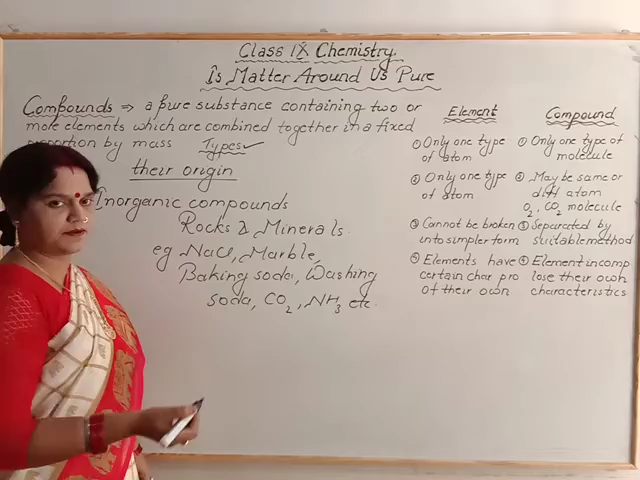 Class IX Chemistry.
Is Matter Around Us Pure
Compounds ⇒ a pure substance containing two or
more elements which are combined together in a fixed
proportion by mass Types ✓
their origin
Inorganic compounds
Rocks & Minerals.
eg NaCl, Marble,
Baking soda, Washing
soda, CO2, NH3 etc.
Element
① Only one type
of atom
② Only one type
of atom
③ Cannot be broken
into simpler form
⑤ Elements have
certain char pro
of their own
Compound
① Only one type of
molecule
② May be same or
diff atom
O2, CO2 molecule
③ Separated by
suitable method
④ Element in comp
lose their own
characteristics